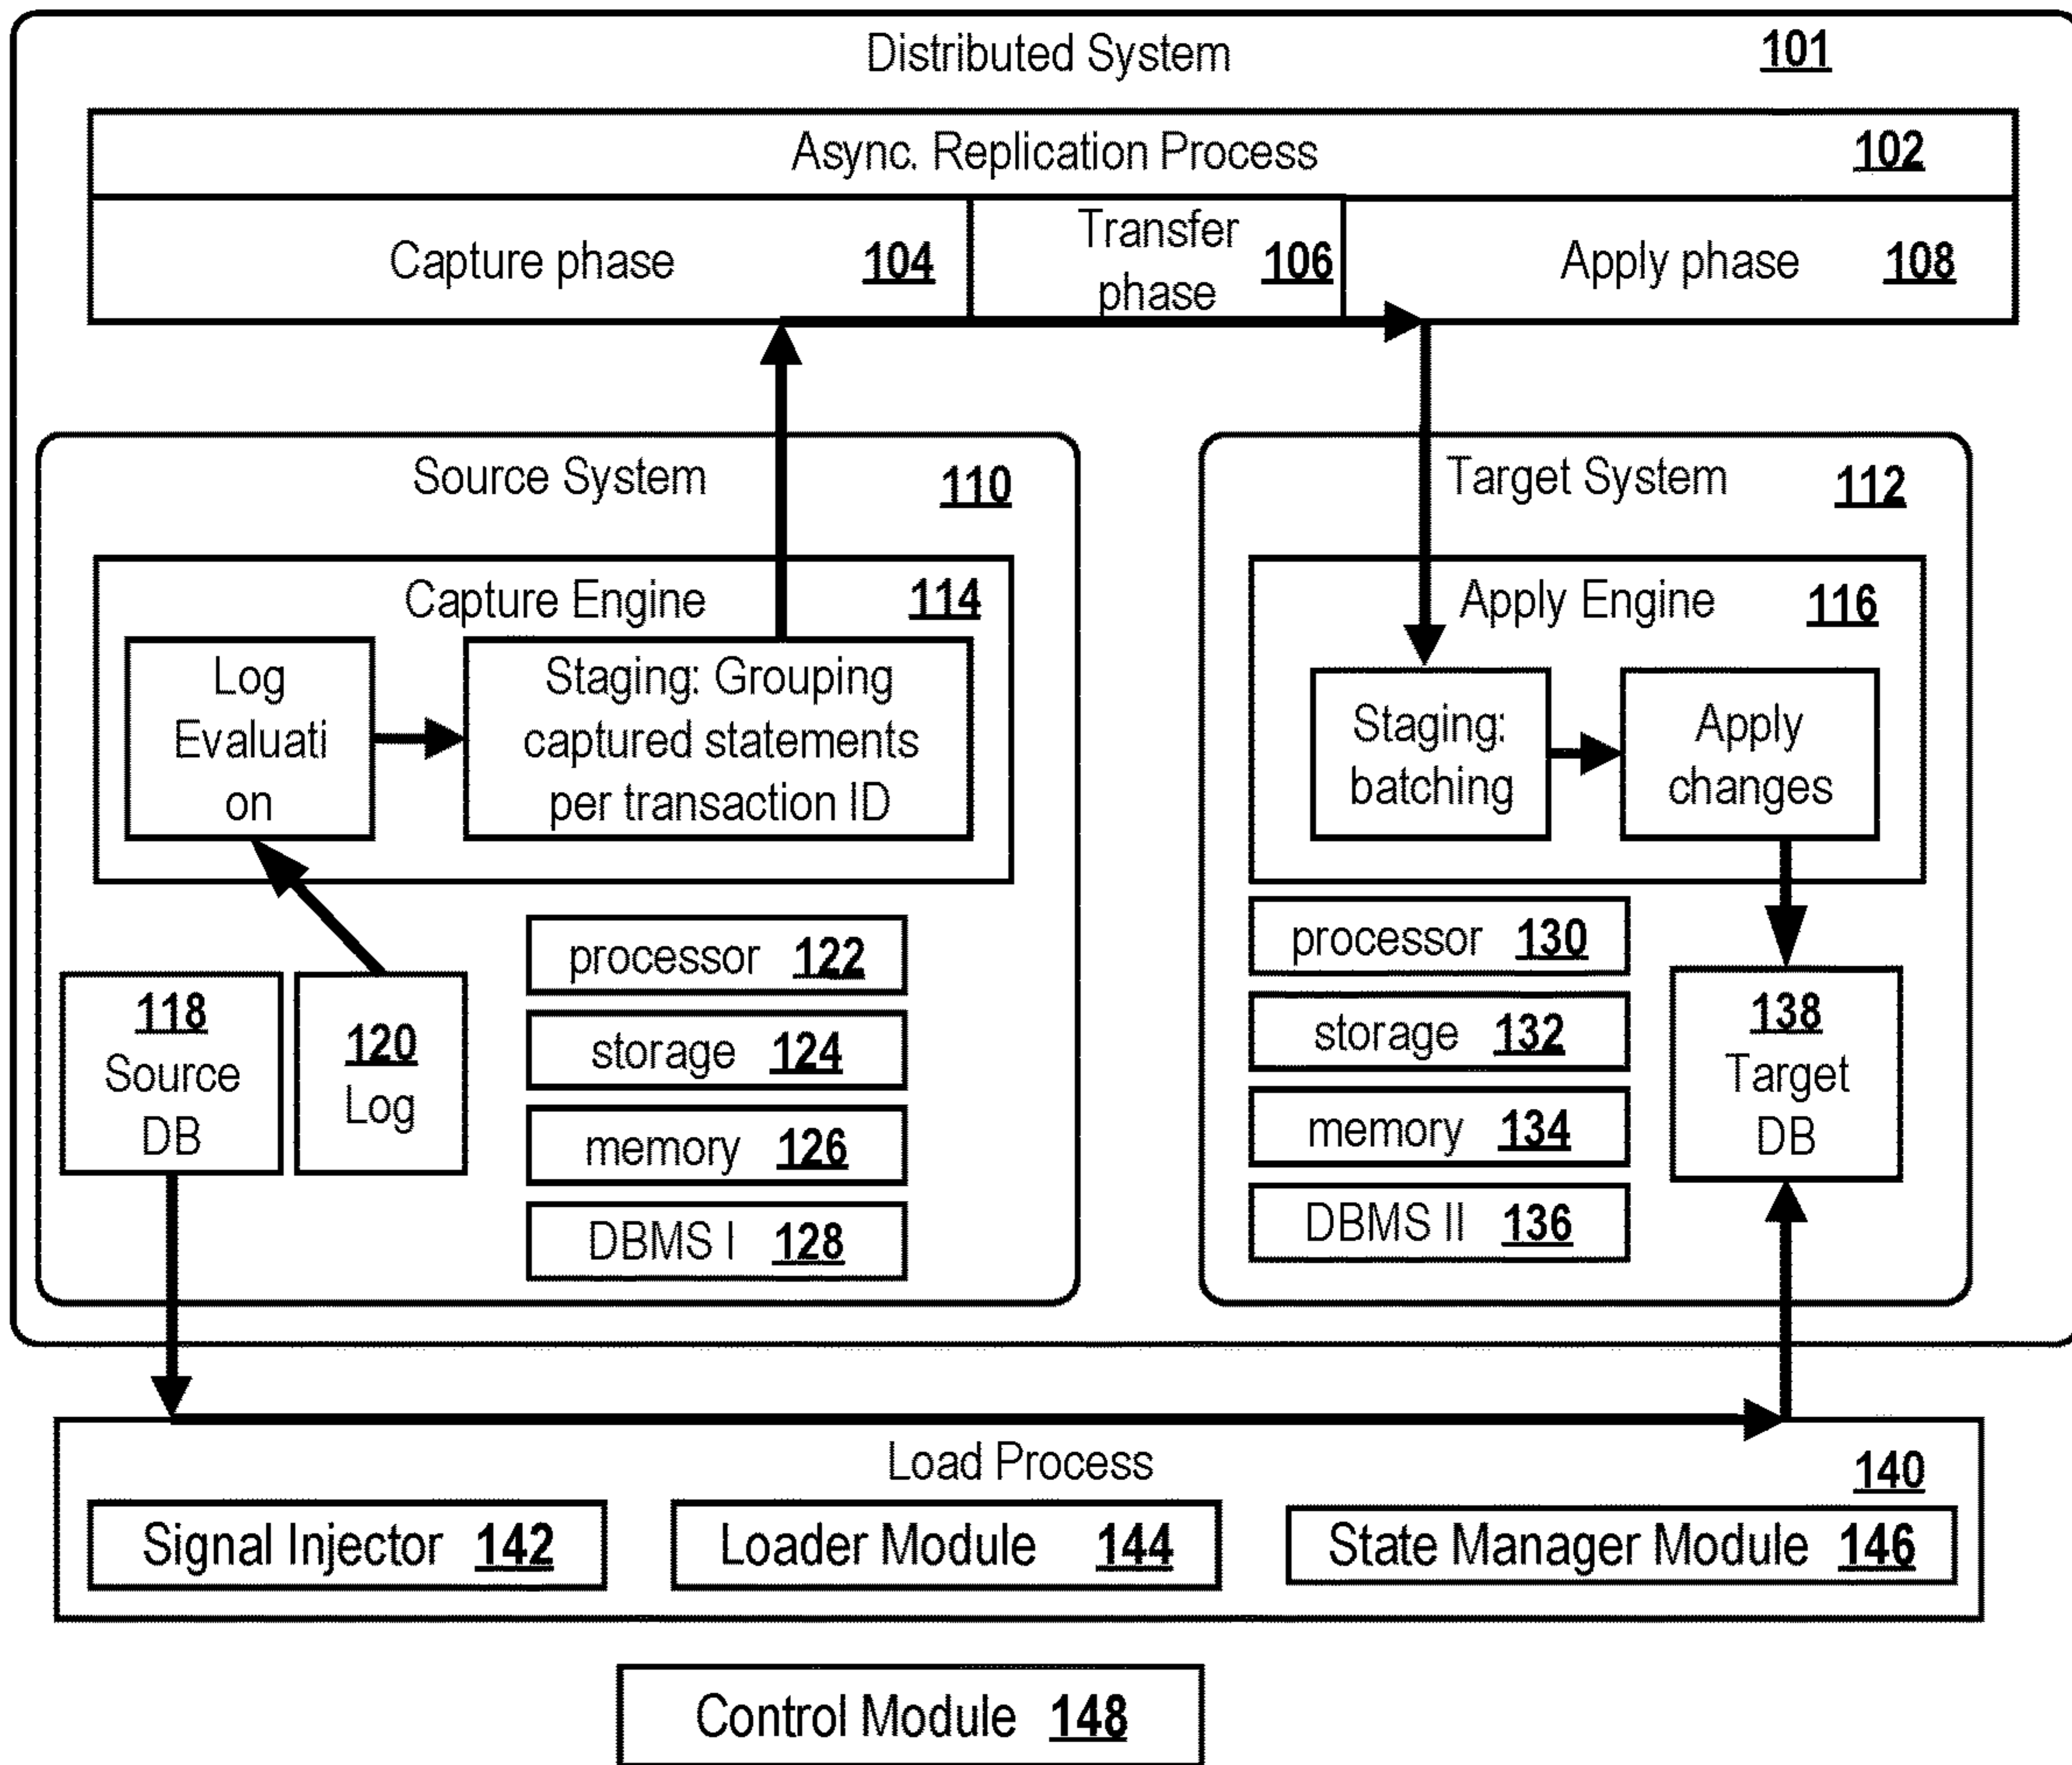 Distributed System 101
Async. Replication Process 102
Capture phase 104
Transfer
phase 106
Apply phase 108
Source System 110
Capture Engine 114
Log
Evaluati
on
Staging: Grouping
captured statements
per transaction ID
118
Source
DB
120
Log
processor 122
storage 124
memory 126
DBMS I 128
Target System 112
Apply Engine 116
Staging:
batching
Apply
changes
processor 130
storage 132
memory 134
DBMS II 136
138
Target
DB
Load Process 140
Signal Injector 142
Loader Module 144
State Manager Module 146
Control Module 148